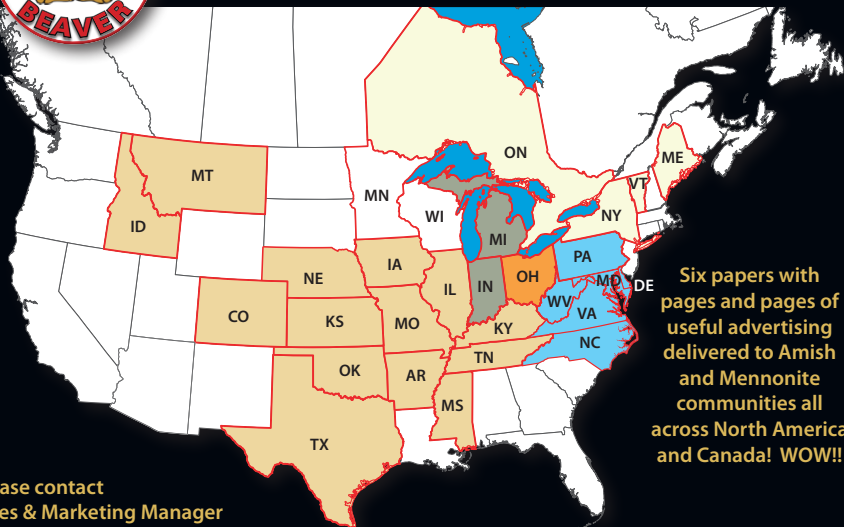 BEAVER
ON
ME
MT
VT
MN
NY
WI
ID
MI
PA
OH
MD
DE
NE
IA
IN
IL
WV
CO
KS
MO
VA
KY
NC
TN
OK
AR
MS
TX
Six papers with
pages and pages of
useful advertising
delivered to Amish
and Mennonite
communities all
across North America
and Canada! WOW!!
ase contact
es & Marketing Manager